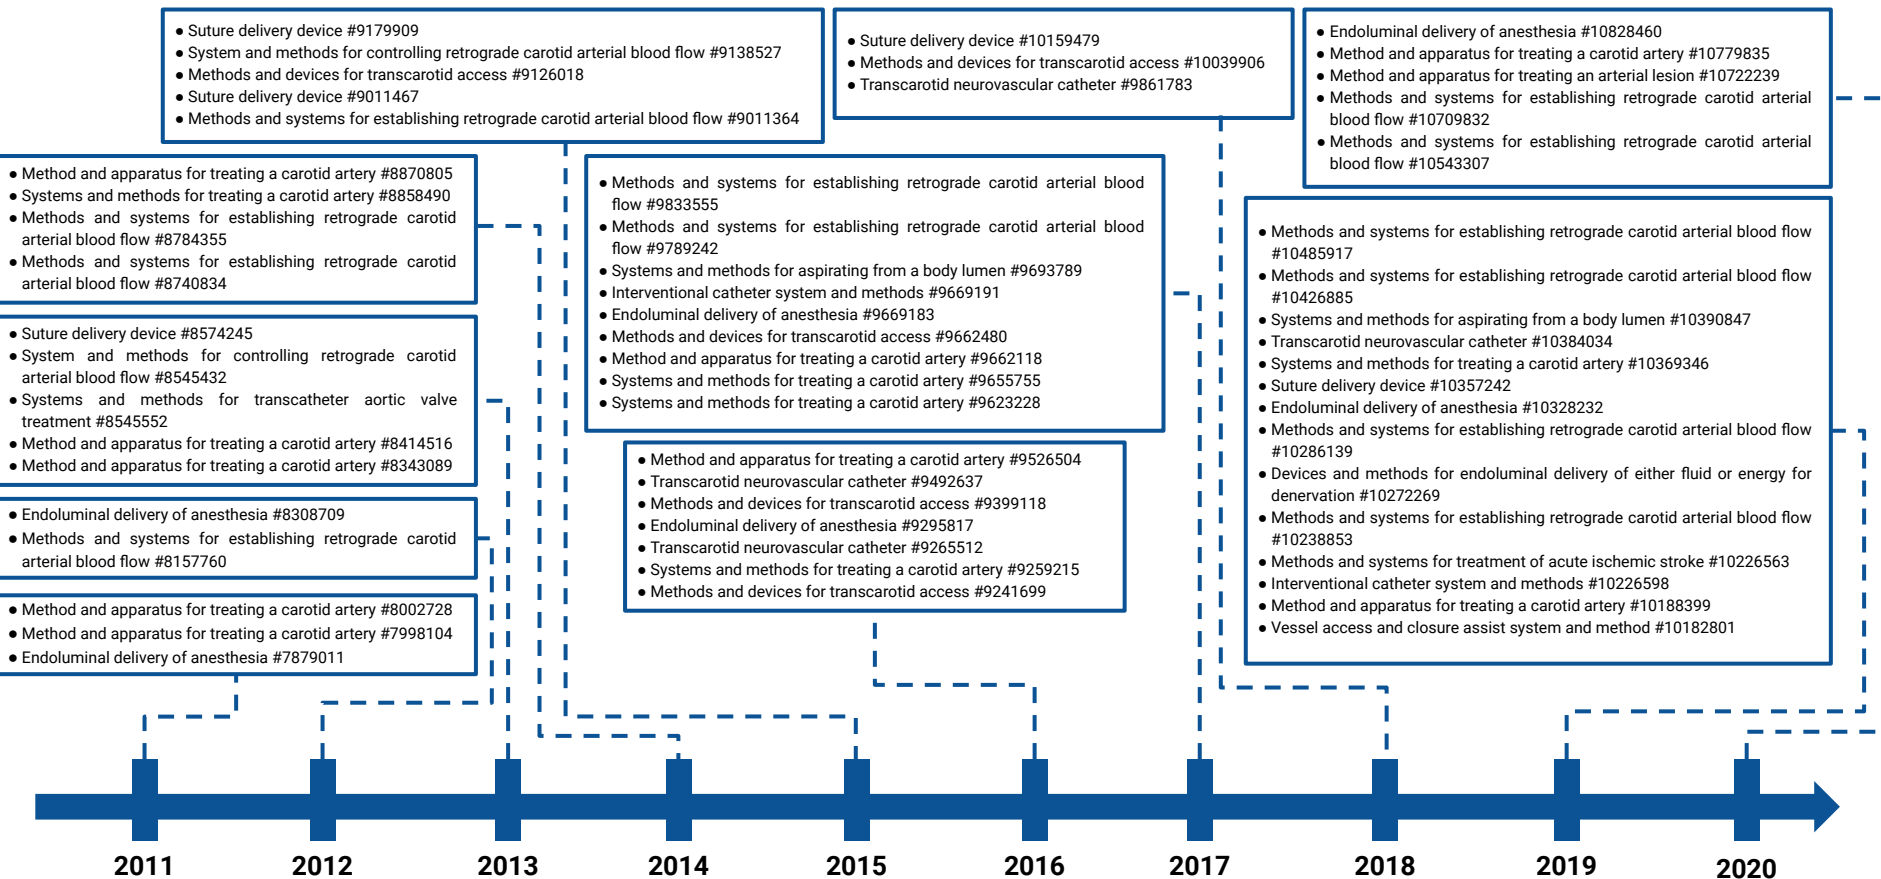 ● Suture delivery device #9179909
● System and methods for controlling retrograde carotid arterial blood flow #9138527
● Methods and devices for transcarotid access #9126018
● Suture delivery device #9011467
● Methods and systems for establishing retrograde carotid arterial blood flow #9011364
● Suture delivery device #10159479
● Methods and devices for transcarotid access #10039906
● Transcarotid neurovascular catheter #9861783
● Endoluminal delivery of anesthesia #10828460
● Method and apparatus for treating a carotid artery #10779835
● Method and apparatus for treating an arterial lesion #10722239
● Methods and systems for establishing retrograde carotid arterial
blood flow #10709832
● Methods and systems for establishing retrograde carotid arterial
blood flow #10543307
● Method and apparatus for treating a carotid artery #8870805
● Systems and methods for treating a carotid artery #8858490
● Methods and systems for establishing retrograde carotid
arterial blood flow #8784355
● Methods and systems for establishing retrograde carotid
arterial blood flow #8740834
● Methods and systems for establishing retrograde carotid arterial blood
flow #9833555
● Methods and systems for establishing retrograde carotid arterial blood
flow #9789242
● Systems and methods for aspirating from a body lumen #9693789
● Interventional catheter system and methods #9669191
● Endoluminal delivery of anesthesia #9669183
● Methods and devices for transcarotid access #9662480
● Method and apparatus for treating a carotid artery #9662118
● Systems and methods for treating a carotid artery #9655755
● Systems and methods for treating a carotid artery #9623228
● Methods and systems for establishing retrograde carotid arterial blood flow
#10485917
● Methods and systems for establishing retrograde carotid arterial blood flow
#10426885
● Systems and methods for aspirating from a body lumen #10390847
● Transcarotid neurovascular catheter #10384034
● Systems and methods for treating a carotid artery #10369346
● Suture delivery device #10357242
● Endoluminal delivery of anesthesia #10328232
● Methods and systems for establishing retrograde carotid arterial blood flow
#10286139
● Devices and methods for endoluminal delivery of either fluid or energy for
denervation #10272269
● Methods and systems for establishing retrograde carotid arterial blood flow
#10238853
● Methods and systems for treatment of acute ischemic stroke #10226563
● Interventional catheter system and methods #10226598
● Method and apparatus for treating a carotid artery #10188399
● Vessel access and closure assist system and method #10182801
● Suture delivery device #8574245
● System and methods for controlling retrograde carotid
arterial blood flow #8545432
● Systems and methods for transcatheter aortic valve
treatment #8545552
● Method and apparatus for treating a carotid artery #8414516
● Method and apparatus for treating a carotid artery #8343089
● Method and apparatus for treating a carotid artery #9526504
● Transcarotid neurovascular catheter #9492637
● Methods and devices for transcarotid access #9399118
● Endoluminal delivery of anesthesia #9295817
● Transcarotid neurovascular catheter #9265512
● Systems and methods for treating a carotid artery #9259215
● Methods and devices for transcarotid access #9241699
● Endoluminal delivery of anesthesia #8308709
● Methods and systems for establishing retrograde carotid
arterial blood flow #8157760
● Method and apparatus for treating a carotid artery #8002728
● Method and apparatus for treating a carotid artery #7998104
● Endoluminal delivery of anesthesia #7879011
2011 2012 2013 2014 2015 2016 2017 2018 2019 2020